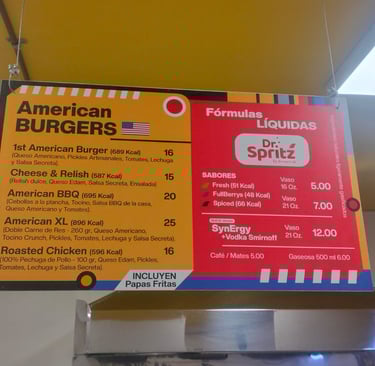 American
BURGERS
1st American Burger (689 Kcal) 16
(Queso Americano, Pickles Artesanales, Tomates, Lechuga
y Salsa Secreta).
Cheese & Relish (587 Kcal) 15
(Relish dulce, Queso Edam, Salsa Secreta, Ensalada)
American BBQ (695 Kcal) 20
(Cebollas a la plancha, Tocino, Salsa BBQ de la casa,
Queso Americano y Tomates).
American XL (896 Kcal) 25
(Doble Carne de Res - 260 gr, Queso Americano,
Tocino Crunch, Pickles, Tomates, Lechuga y Salsa Secreta).
Roasted Chicken (596 Kcal) 16
(100% Pechuga de Pollo - 100 gr, Queso Edam, Pickles,
Tomates, Lechuga y Salsa Secreta).
INCLUYEN
Papas Fritas
Fórmulas
LÍQUIDAS
Dr.
Spritz
SABORES
Fresh (51 Kcal) Vaso 16 Oz. 5.00
FullBerrys (48 Kcal)
Spiced (66 Kcal) Vaso 21 Oz. 7.00
SynErgy
+Vodka Smirnoff Vaso 21 Oz. 12.00
Café / Mates 5.00 Gaseosa 500 ml 6.00